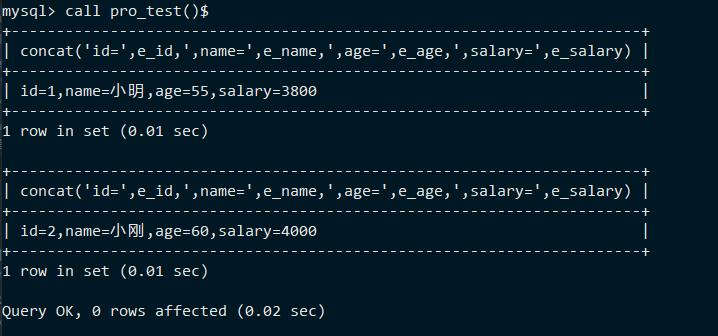 mysql> call pro_test()$
+----------------------------------------------------------------+
| concat('id=',e_id,',name=',e_name,',age=',e_age,',salary=',e_salary) |
+----------------------------------------------------------------+
| id=1,name=小明,age=55,salary=3800 |
+----------------------------------------------------------------+
1 row in set (0.01 sec)
+----------------------------------------------------------------+
| concat('id=',e_id,',name=',e_name,',age=',e_age,',salary=',e_salary) |
+----------------------------------------------------------------+
| id=2,name=小刚,age=60,salary=4000 |
+----------------------------------------------------------------+
1 row in set (0.01 sec)
Query OK, 0 rows affected (0.02 sec)